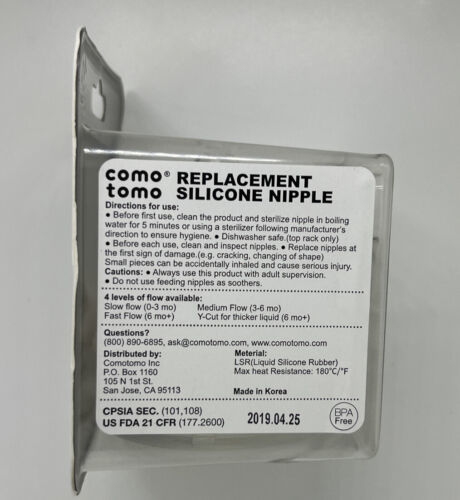 como® REPLACEMENT
tomo SILICONE NIPPLE
Directions for use:
• Before first use, clean the product and sterilize nipple in boiling
water for 5 minutes or using a sterilizer following manufacturer's
direction to ensure hygiene. • Dishwasher safe.(top rack only)
• Before each use, clean and inspect nipples. • Replace nipples at
the first sign of damage.(e.g. cracking, changing of shape)
Small pieces can be accidentally inhaled and cause serious injury.
Cautions: • Always use this product with adult supervision.
• Do not use feeding nipples as soothers.
4 levels of flow available:
Slow flow (0-3 mo) Medium Flow (3-6 mo)
Fast Flow (6 mo+) Y-Cut for thicker liquid (6 mo+)
Questions?
(800) 890-6895, ask@comotomo.com, www.comotomo.com
Distributed by: Meterial:
Comotomo Inc LSR(Liquid Silicone Rubber)
P.O. Box 1160 Max heat Resistance: 180℃/℉
105 N 1st St.
San Jose, CA 95113 Made in Korea
CPSIA SEC. (101,108)
US FDA 21 CFR (177.2600) 2019.04.25
BPA
Free